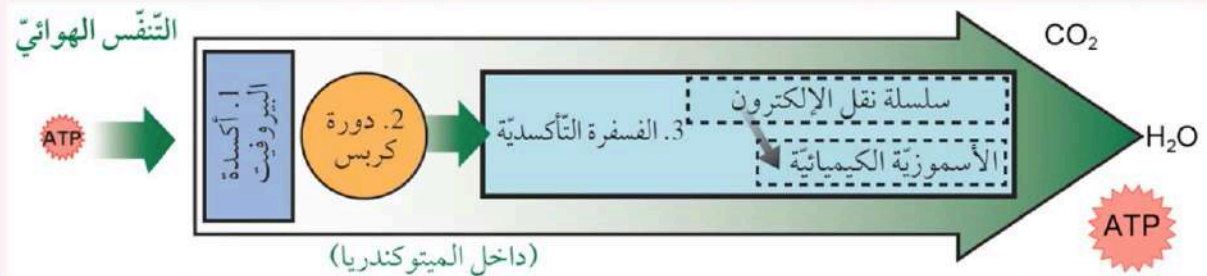 التّنفّس الهوائيّ
ATP
1. أكسدة
البيروفيت
2. دورة
كربس
3. الفسفرة التّأكسديّة
سلسلة نقل الإلكترون
الأسموزيّة الكيميائيّة
CO₂
H₂O
ATP
(داخل الميتوكندريا)